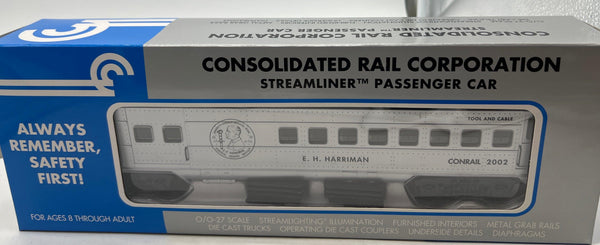 STREAMLINER™ PASSENGER CAR
CONSOLIDATED RAIL CORPORATION
CONSOLIDATED RAIL CORPORATION
STREAMLINER™ PASSENGER CAR
ALWAYS
REMEMBER,
SAFETY
FIRST!
FOR AGES 8 THROUGH ADULT
TOOL AND CABLE
E. H. HARRIMAN
CONRAIL 2002
O/O-27 SCALE STREAMLIGHTING™ ILLUMINATION FURNISHED INTERIORS METAL GRAB RAILS
DIE CAST TRUCKS OPERATING DIE CAST COUPLERS UNDERSIDE DETAILS DIAPHRAGMS